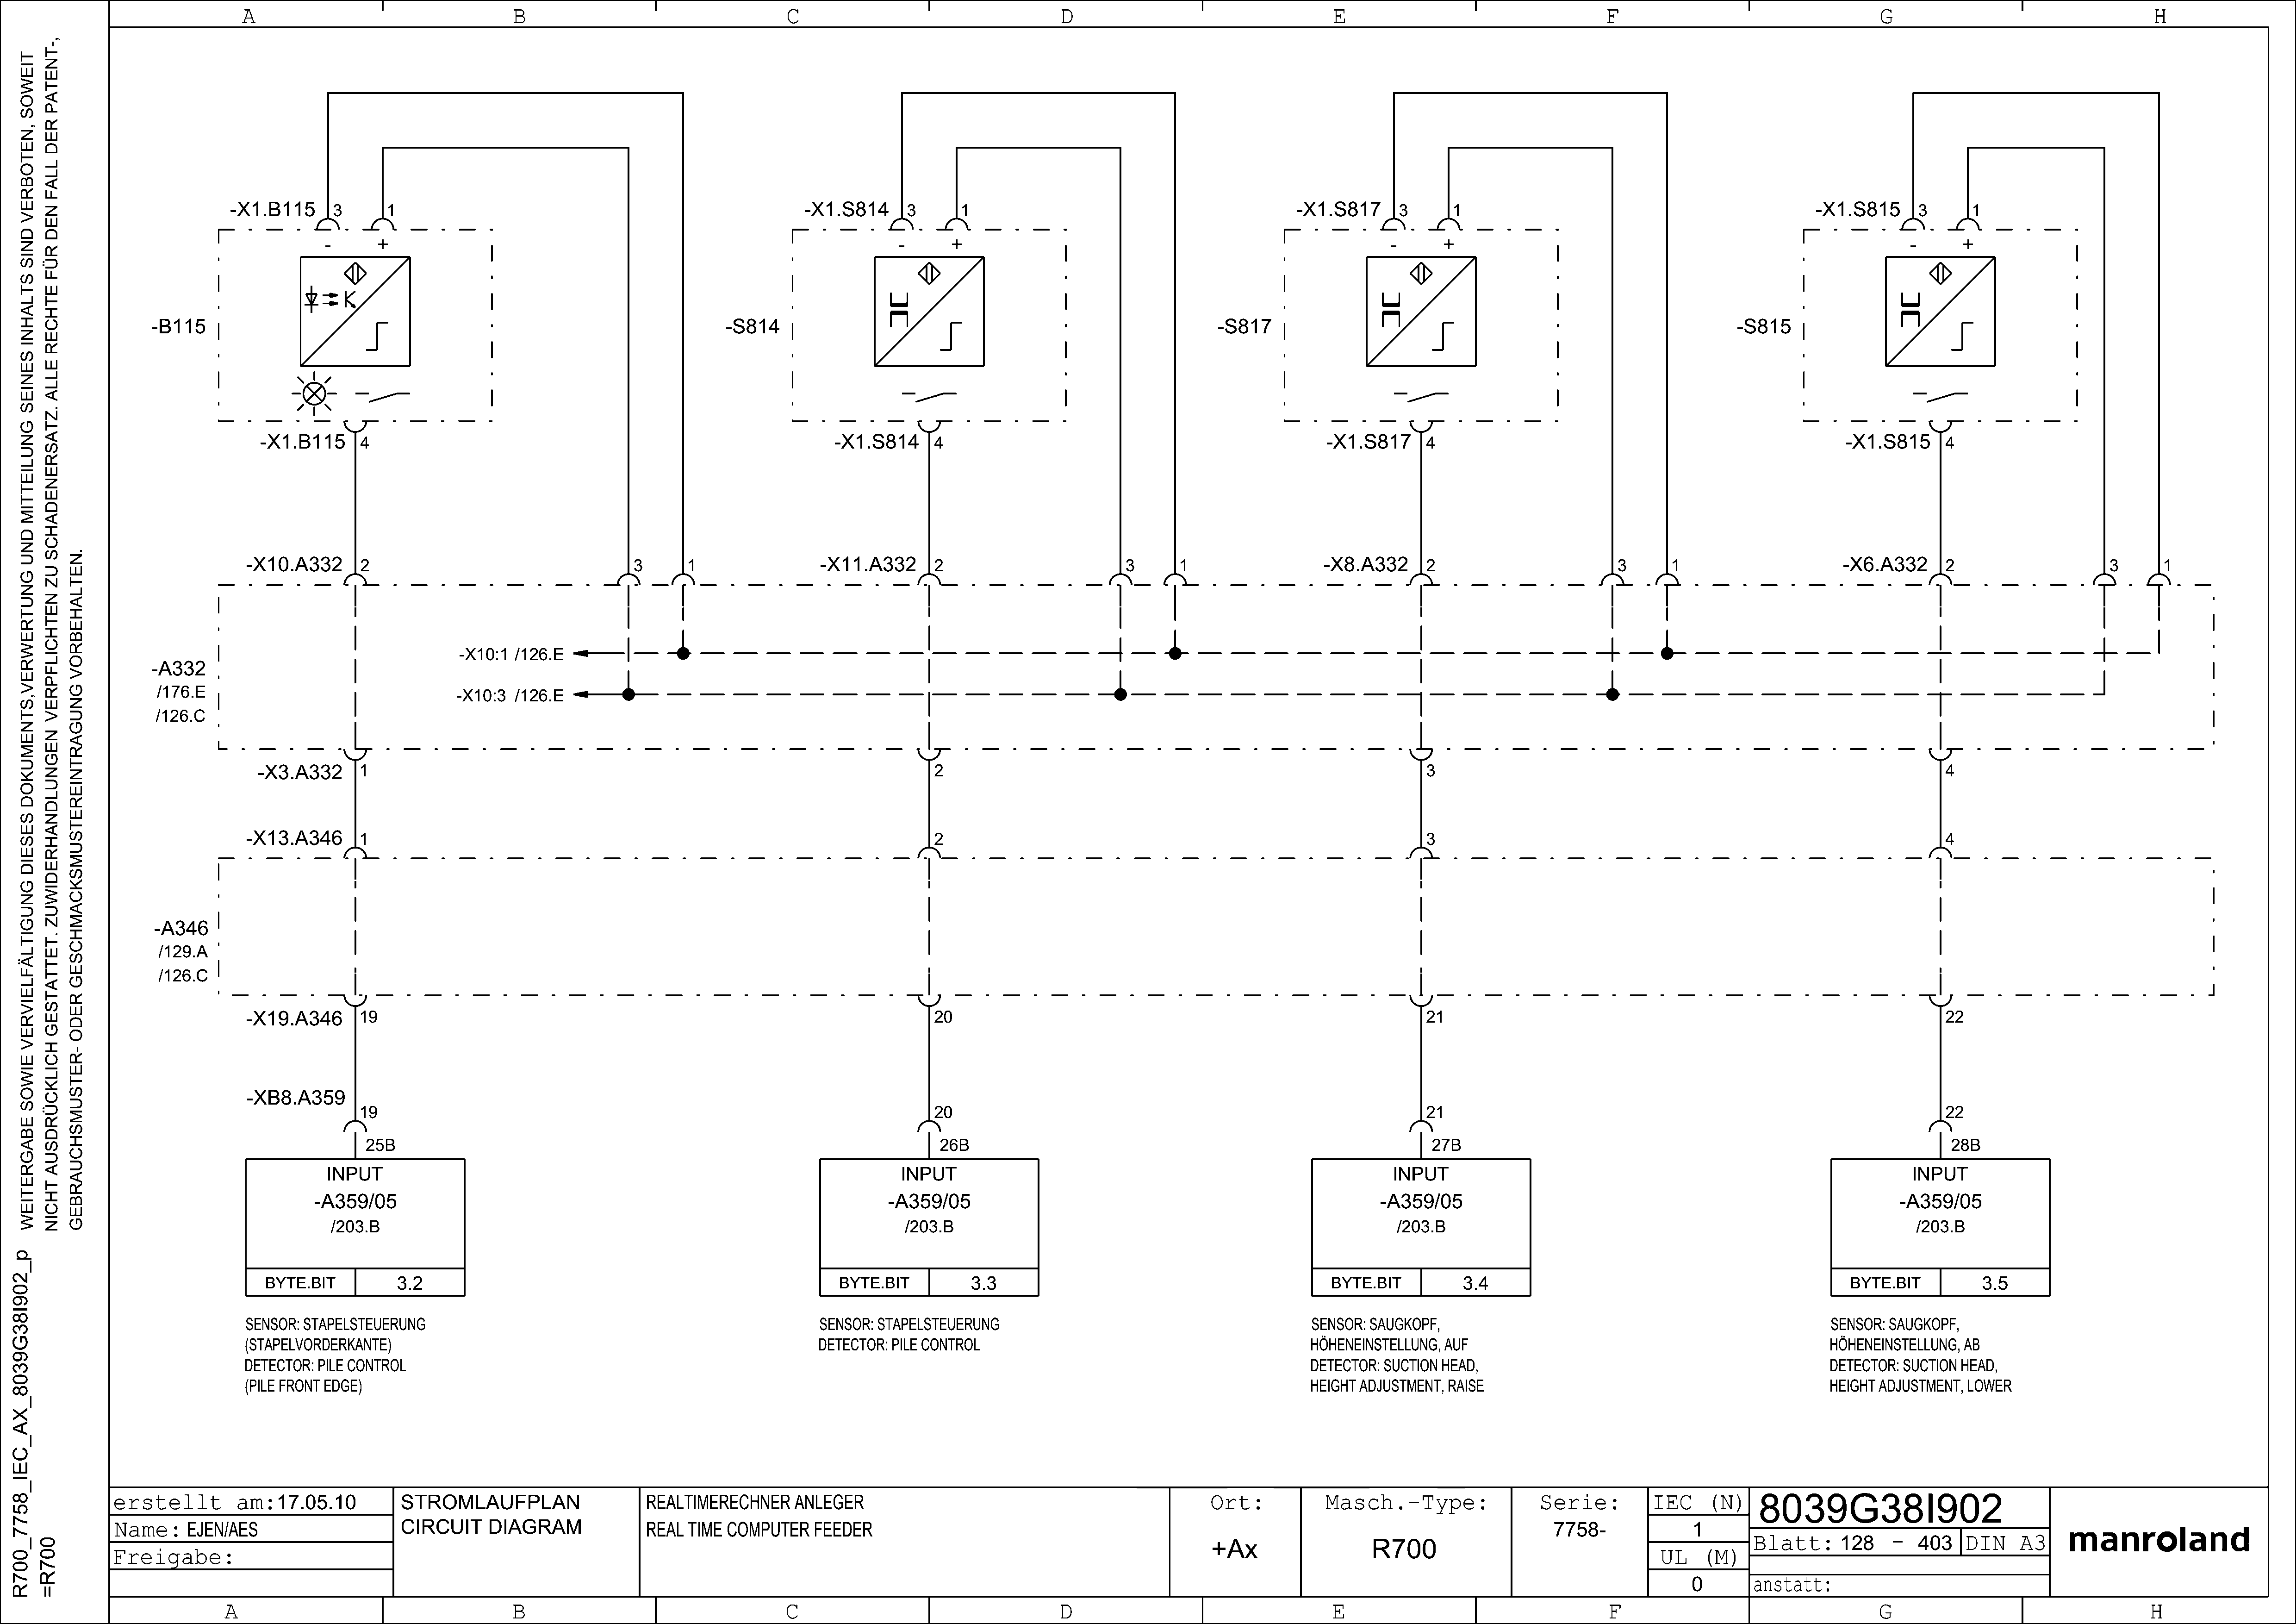 A B C D E F G H
WEITERGABE SOWIE VERVIELFÄLTIGUNG DIESES DOKUMENTS,VERWERTUNG UND MITTEILUNG SEINES INHALTS SIND VERBOTEN, SOWEIT
NICHT AUSDRÜCKLICH GESTATTET. ZUWIDERHANDLUNGEN VERPFLICHTEN ZU SCHADENERSATZ. ALLE RECHTE FÜR DEN FALL DER PATENT-,
GEBRAUCHSMUSTER- ODER GESCHMACKSMUSTEREINTRAGUNG VORBEHALTEN.
R700_7758_IEC_AX_8039G38I902_p
=R700
-X1.B115 3 1 -X1.S814 3 1 -X1.S817 3 1 -X1.S815 3 1
- + - + - + - +
-B115 -S814 -S817 -S815
-X1.B115 4 -X1.S814 4 -X1.S817 4 -X1.S815 4
-X10.A332 2 3 1 -X11.A332 2 3 1 -X8.A332 2 3 1 -X6.A332 2 3 1
-X10:1 /126.E
-A332
/176.E
-X10:3 /126.E
/126.C
-X3.A332 1 2 3 4
-X13.A346 1 2 3 4
-A346
/129.A
/126.C
-X19.A346 19 20 21 22
-XB8.A359
19 20 21 22
25B 26B 27B 28B
INPUT INPUT INPUT INPUT
-A359/05 -A359/05 -A359/05 -A359/05
/203.B /203.B /203.B /203.B
BYTE.BIT 3.2 BYTE.BIT 3.3 BYTE.BIT 3.4 BYTE.BIT 3.5
SENSOR: STAPELSTEUERUNG
(STAPELVORDERKANTE)
DETECTOR: PILE CONTROL
(PILE FRONT EDGE)
SENSOR: STAPELSTEUERUNG
DETECTOR: PILE CONTROL
SENSOR: SAUGKOPF,
HÖHENEINSTELLUNG, AUF
DETECTOR: SUCTION HEAD,
HEIGHT ADJUSTMENT, RAISE
SENSOR: SAUGKOPF,
HÖHENEINSTELLUNG, AB
DETECTOR: SUCTION HEAD,
HEIGHT ADJUSTMENT, LOWER
erstellt am:17.05.10
Name: EJEN/AES
Freigabe:
STROMLAUFPLAN
CIRCUIT DIAGRAM
REALTIMERECHNER ANLEGER
REAL TIME COMPUTER FEEDER
Ort:
+Ax
Masch.-Type:
R700
Serie:
7758-
IEC (N)
1
UL (M)
0
8039G38I902
Blatt: 128 - 403 DIN A3
anstatt:
manroland
A B C D E F G H